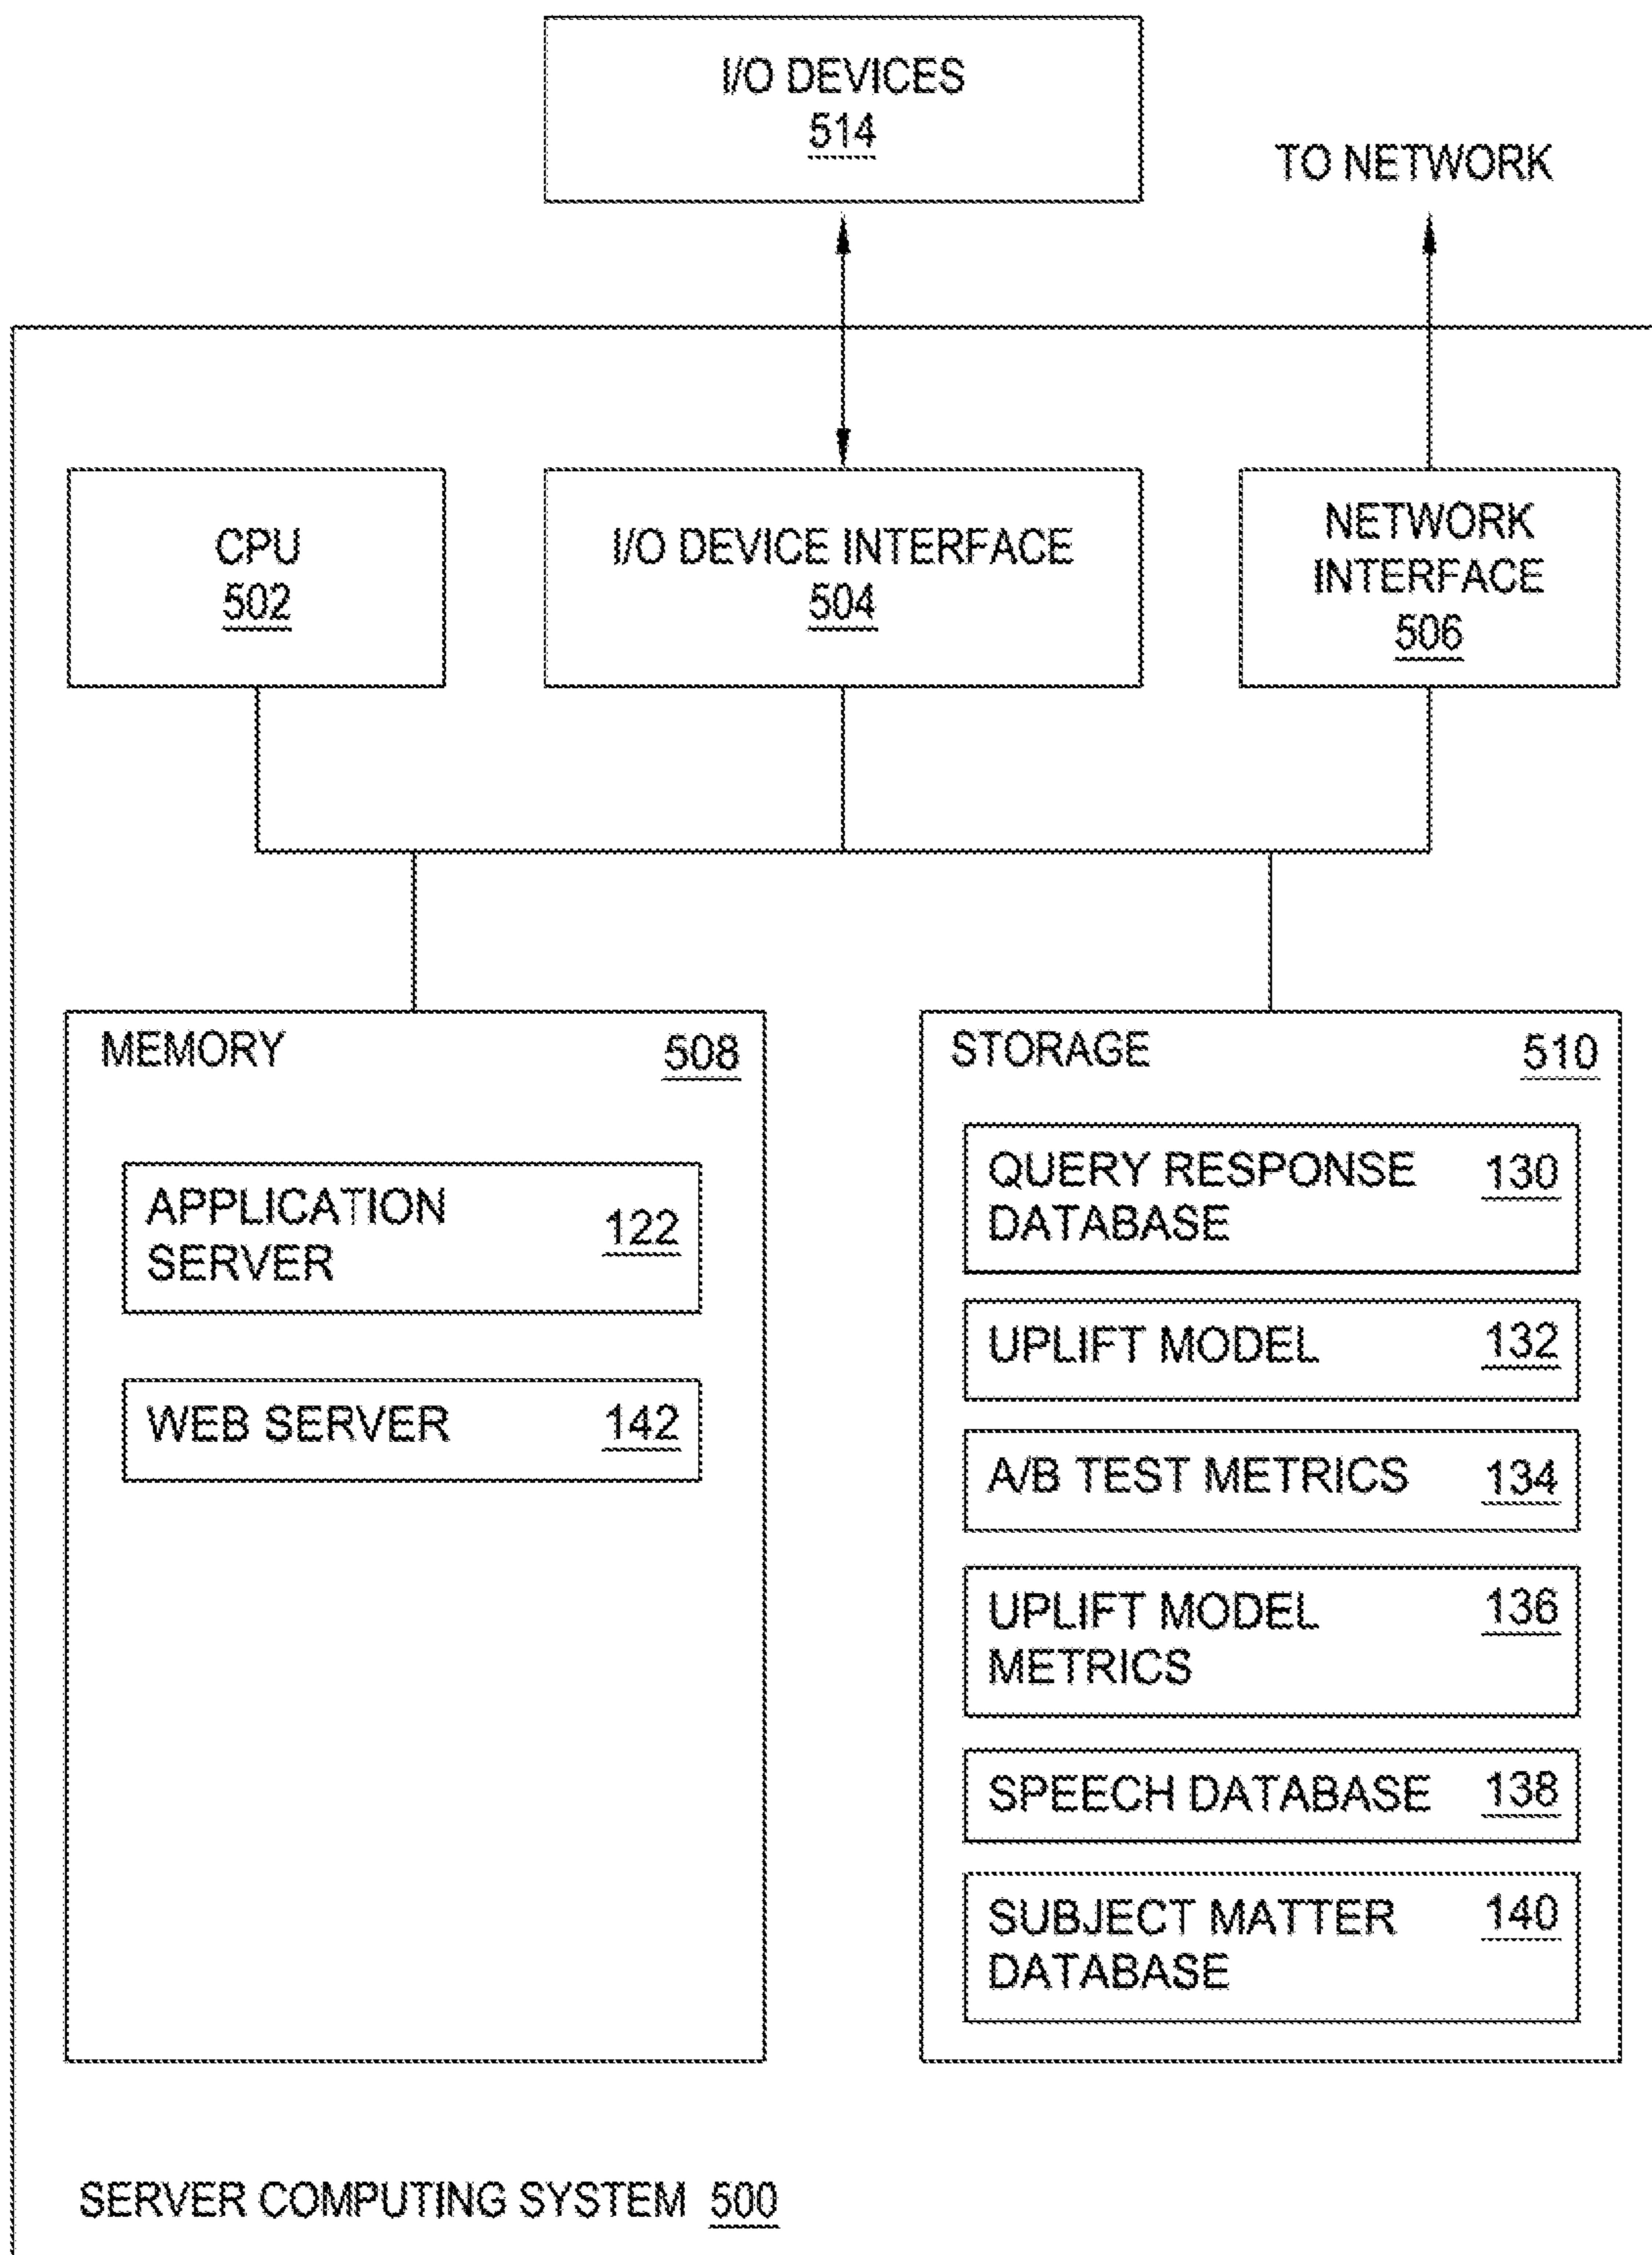 I/O DEVICES
514
TO NETWORK
CPU
502
I/O DEVICE INTERFACE
504
NETWORK
INTERFACE
506
MEMORY 508
APPLICATION
SERVER
122
WEB SERVER 142
STORAGE 510
QUERY RESPONSE
DATABASE
130
UPLIFT MODEL 132
A/B TEST METRICS 134
UPLIFT MODEL
METRICS
136
SPEECH DATABASE 138
SUBJECT MATTER
DATABASE
140
SERVER COMPUTING SYSTEM 500